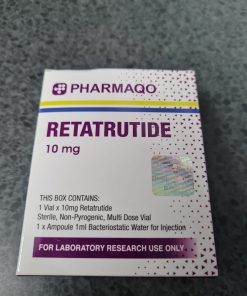 PHARMAQO
RETATRUTIDE
10 mg
THIS BOX CONTAINS:
1 Vial x 10mg Retatrutide
Sterile, Non-Pyrogenic, Multi Dose Vial
1 x Ampoule 1ml Bacteriostatic Water for Injection
FOR LABORATORY RESEARCH USE ONLY